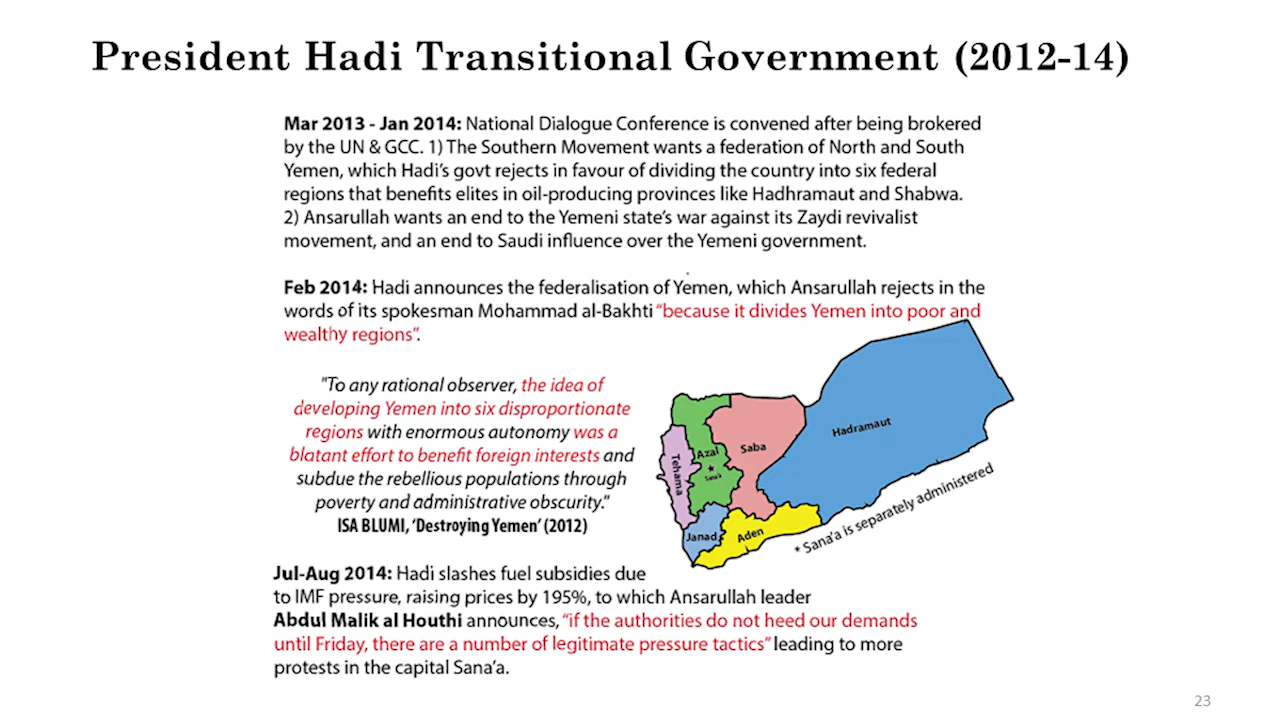 President Hadi Transitional Government (2012-14)
Mar 2013 - Jan 2014: National Dialogue Conference is convened after being brokered
by the UN & GCC. 1) The Southern Movement wants a federation of North and South
Yemen, which Hadi's govt rejects in favour of dividing the country into six federal
regions that benefits elites in oil-producing provinces like Hadhramaut and Shabwa.
2) Ansarullah wants an end to the Yemeni state's war against its Zaydi revivalist
movement, and an end to Saudi influence over the Yemeni government.
Feb 2014: Hadi announces the federalisation of Yemen, which Ansarullah rejects in the
words of its spokesman Mohammad al-Bakhti "because it divides Yemen into poor and
wealthy regions".
"To any rational observer, the idea of
developing Yemen into six disproportionate
regions with enormous autonomy was a
blatant effort to benefit foreign interests and
subdue the rebellious populations through
poverty and administrative obscurity."
ISA BLUMI, 'Destroying Yemen' (2012)
Hadramaut
Saba
Azal
Sana'a
Tehama
Janad
Aden
* Sana'a is separately administered
Jul-Aug 2014: Hadi slashes fuel subsidies due
to IMF pressure, raising prices by 195%, to which Ansarullah leader
Abdul Malik al Houthi announces, "if the authorities do not heed our demands
until Friday, there are a number of legitimate pressure tactics" leading to more
protests in the capital Sana'a.
23